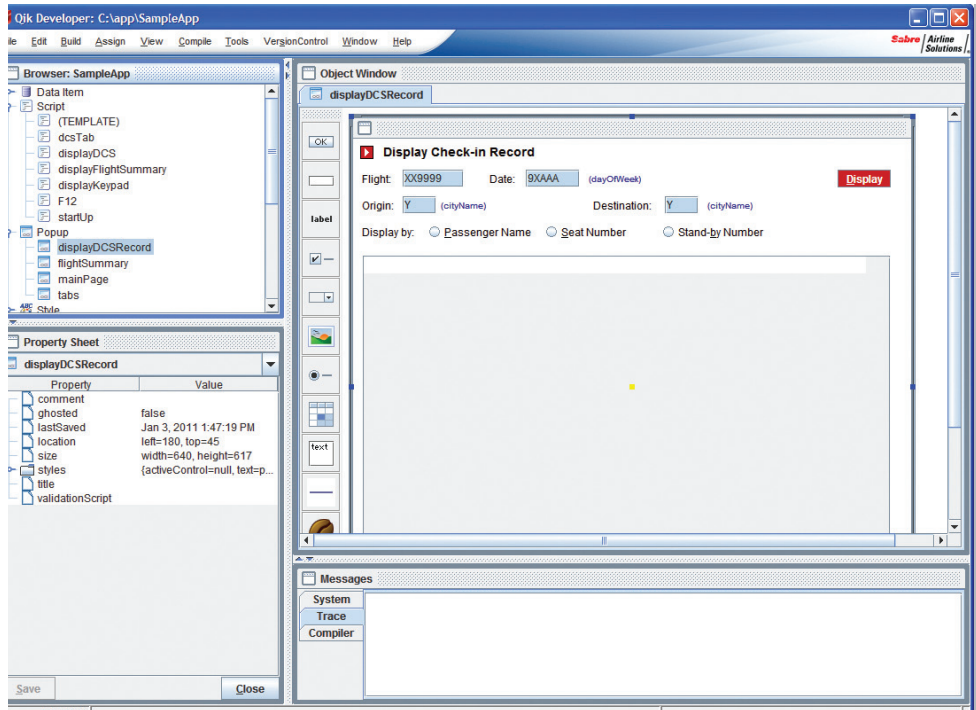 Qik Developer: C:\app\SampleApp
Edit Build Assign View Compile Tools VersionControl Window Help
Sabre Airline Solutions
Browser: SampleApp
Data Item
Script
(TEMPLATE)
dcsTab
displayDCS
displayFlightSummary
displayKeypad
F12
startUp
Popup
displayDCSRecord
flightSummary
mainPage
tabs
ABC Style
Property Sheet
displayDCSRecord
Property Value
comment
ghosted false
lastSaved Jan 3, 2011 1:47:19 PM
location left=180, top=45
size width=640, height=617
styles {activeControl=null, text=p...
title
validationScript
Save Close
Object Window
displayDCSRecord
OK
label
text
Display Check-in Record
Flight: XX9999 Date: 9XAAA (dayOfWeek) Display
Origin: Y (cityName) Destination: Y (cityName)
Display by: Passenger Name Seat Number Stand-by Number
Messages
System
Trace
Compiler